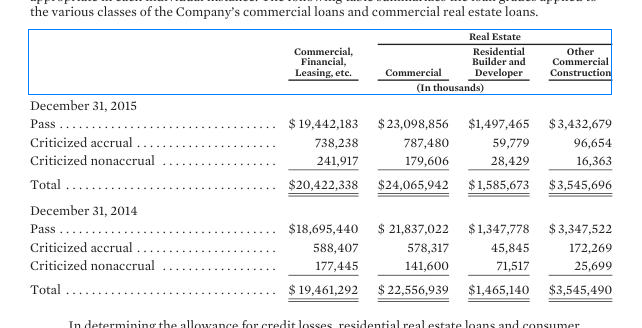 the various classes of the Company's commercial loans and commercial real estate loans.
Real Estate
Commercial, Financial, Leasing, etc. Commercial Residential Builder and Developer Other Commercial Construction
(In thousands)
December 31, 2015
Pass . . . . . . . . . . . . . . . . . . . . . . . . . . . . . . . . . . $ 19,442,183 $ 23,098,856 $1,497,465 $ 3,432,679
Criticized accrual . . . . . . . . . . . . . . . . . . . . . . 738,238 787,480 59,779 96,654
Criticized nonaccrual . . . . . . . . . . . . . . . . . . 241,917 179,606 28,429 16,363
Total . . . . . . . . . . . . . . . . . . . . . . . . . . . . . . . . . $20,422,338 $24,065,942 $ 1,585,673 $3,545,696
December 31, 2014
Pass . . . . . . . . . . . . . . . . . . . . . . . . . . . . . . . . . . $18,695,440 $ 21,837,022 $ 1,347,778 $ 3,347,522
Criticized accrual . . . . . . . . . . . . . . . . . . . . . . 588,407 578,317 45,845 172,269
Criticized nonaccrual . . . . . . . . . . . . . . . . . . 177,445 141,600 71,517 25,699
Total . . . . . . . . . . . . . . . . . . . . . . . . . . . . . . . . . $ 19,461,292 $ 22,556,939 $1,465,140 $3,545,490
In determining the allowance for credit losses, residential real estate loans and consumer